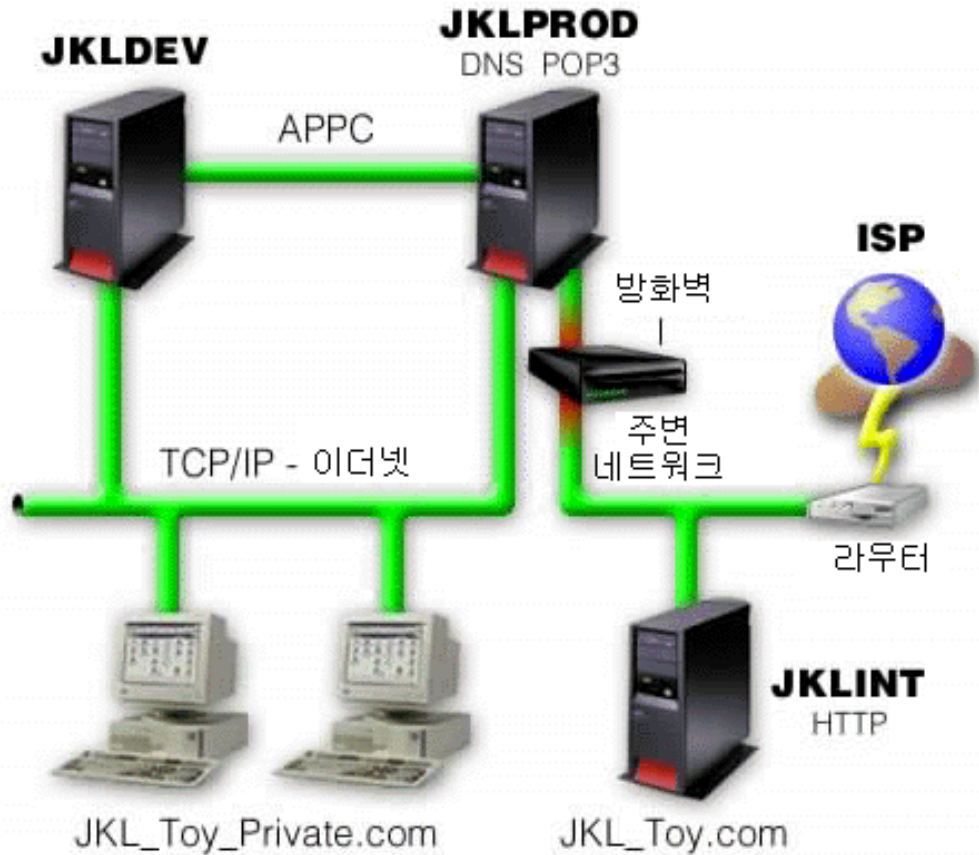 JKLDEV
JKLPROD
DNS POP3
APPC
ISP
방화벽
주변
네트워크
TCP/IP - 이더넷
라우터
JKLINT
HTTP
JKL_Toy_Private.com
JKL_Toy.com